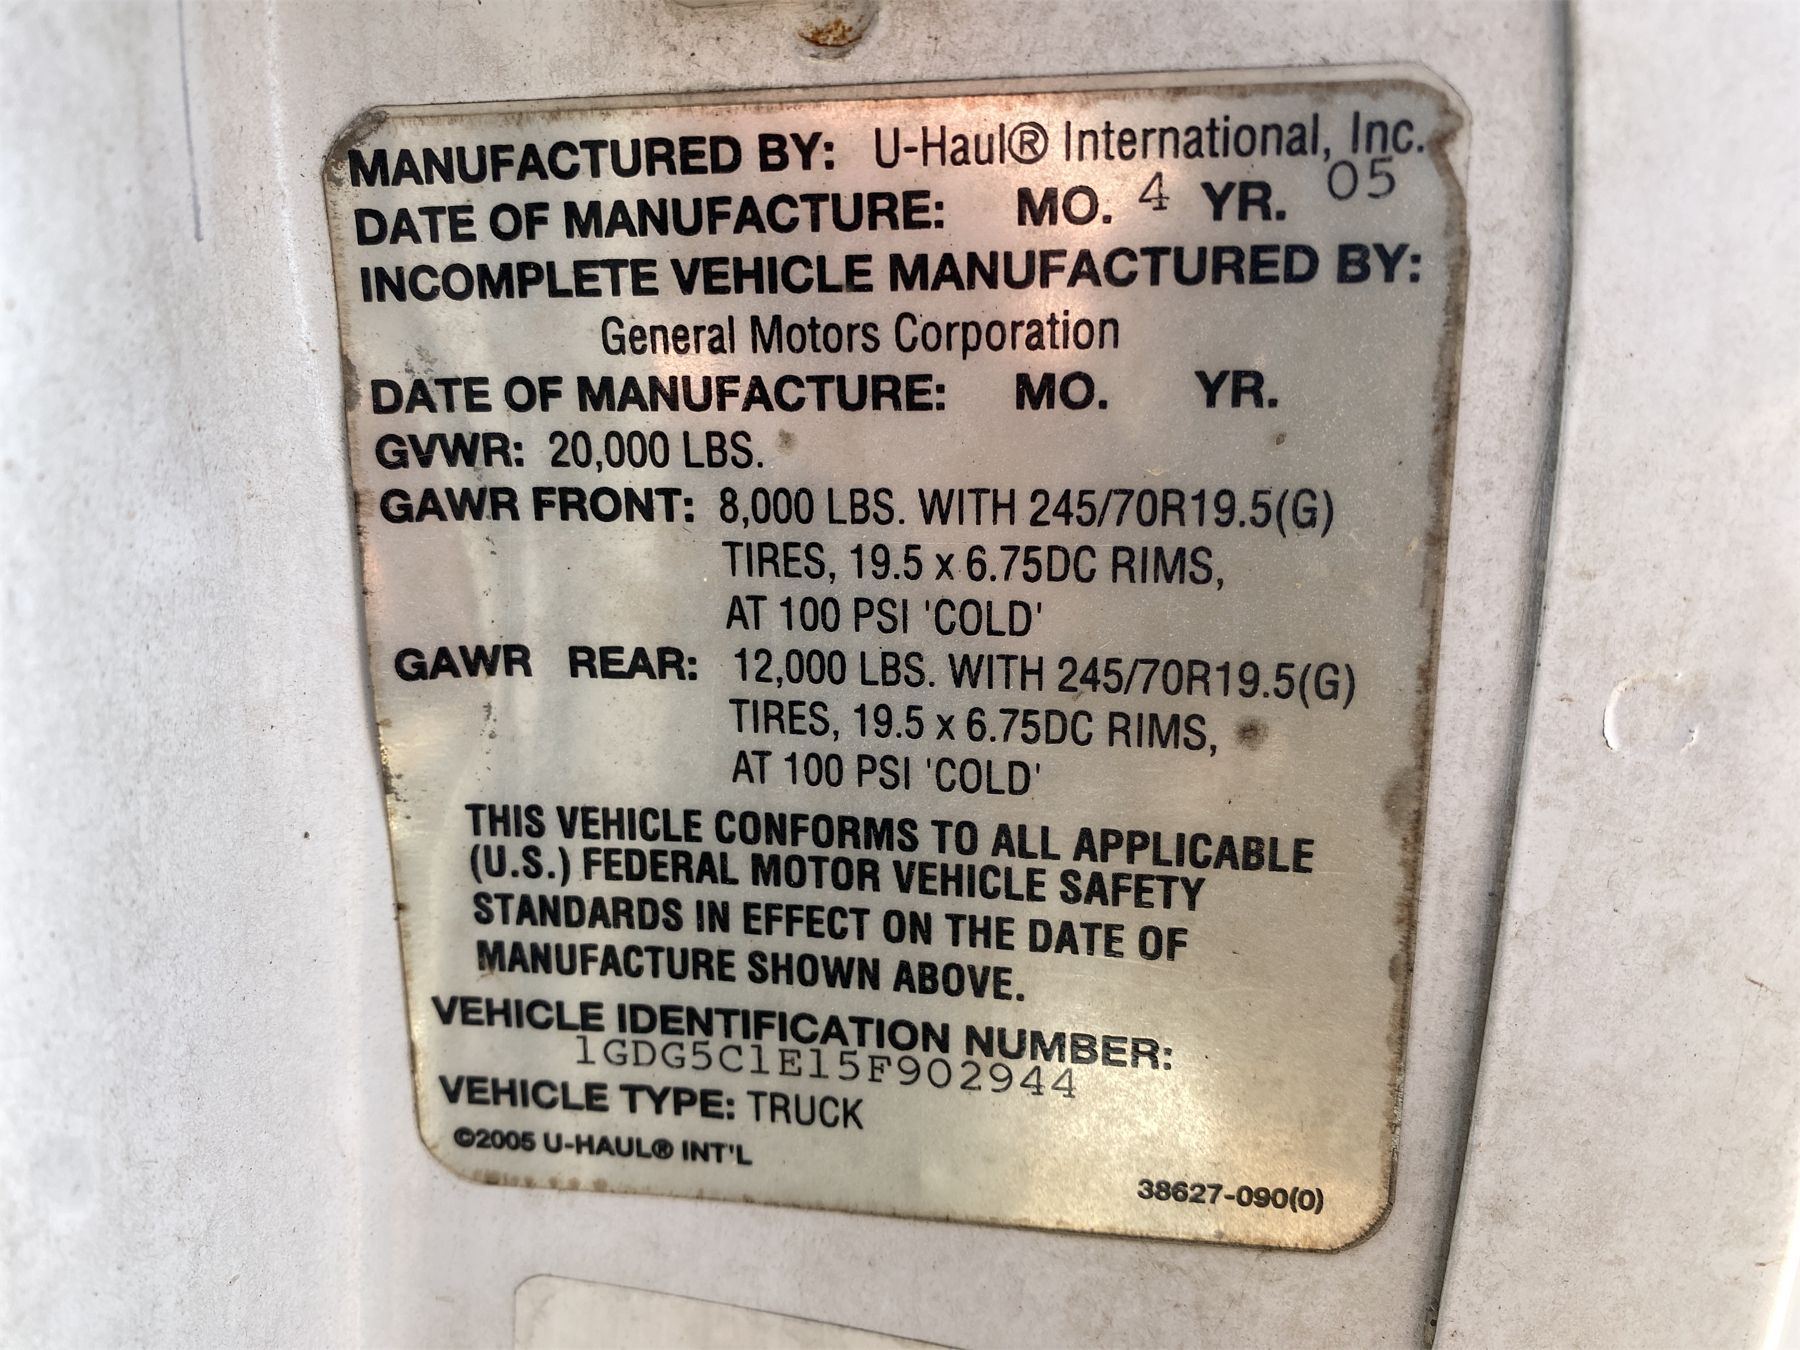 MANUFACTURED BY: U-Haul® International, Inc.
DATE OF MANUFACTURE: MO. 4 YR. 05
INCOMPLETE VEHICLE MANUFACTURED BY:
General Motors Corporation
DATE OF MANUFACTURE: MO. YR.
GVWR: 20,000 LBS.
GAWR FRONT: 8,000 LBS. WITH 245/70R19.5(G)
TIRES, 19.5 x 6.75DC RIMS,
AT 100 PSI 'COLD'
GAWR REAR: 12,000 LBS. WITH 245/70R19.5(G)
TIRES, 19.5 x 6.75DC RIMS,
AT 100 PSI 'COLD'
THIS VEHICLE CONFORMS TO ALL APPLICABLE
(U.S.) FEDERAL MOTOR VEHICLE SAFETY
STANDARDS IN EFFECT ON THE DATE OF
MANUFACTURE SHOWN ABOVE.
VEHICLE IDENTIFICATION NUMBER:
1GDG5C1E15F902944
VEHICLE TYPE: TRUCK
©2005 U-HAUL® INT'L
38627-090(0)